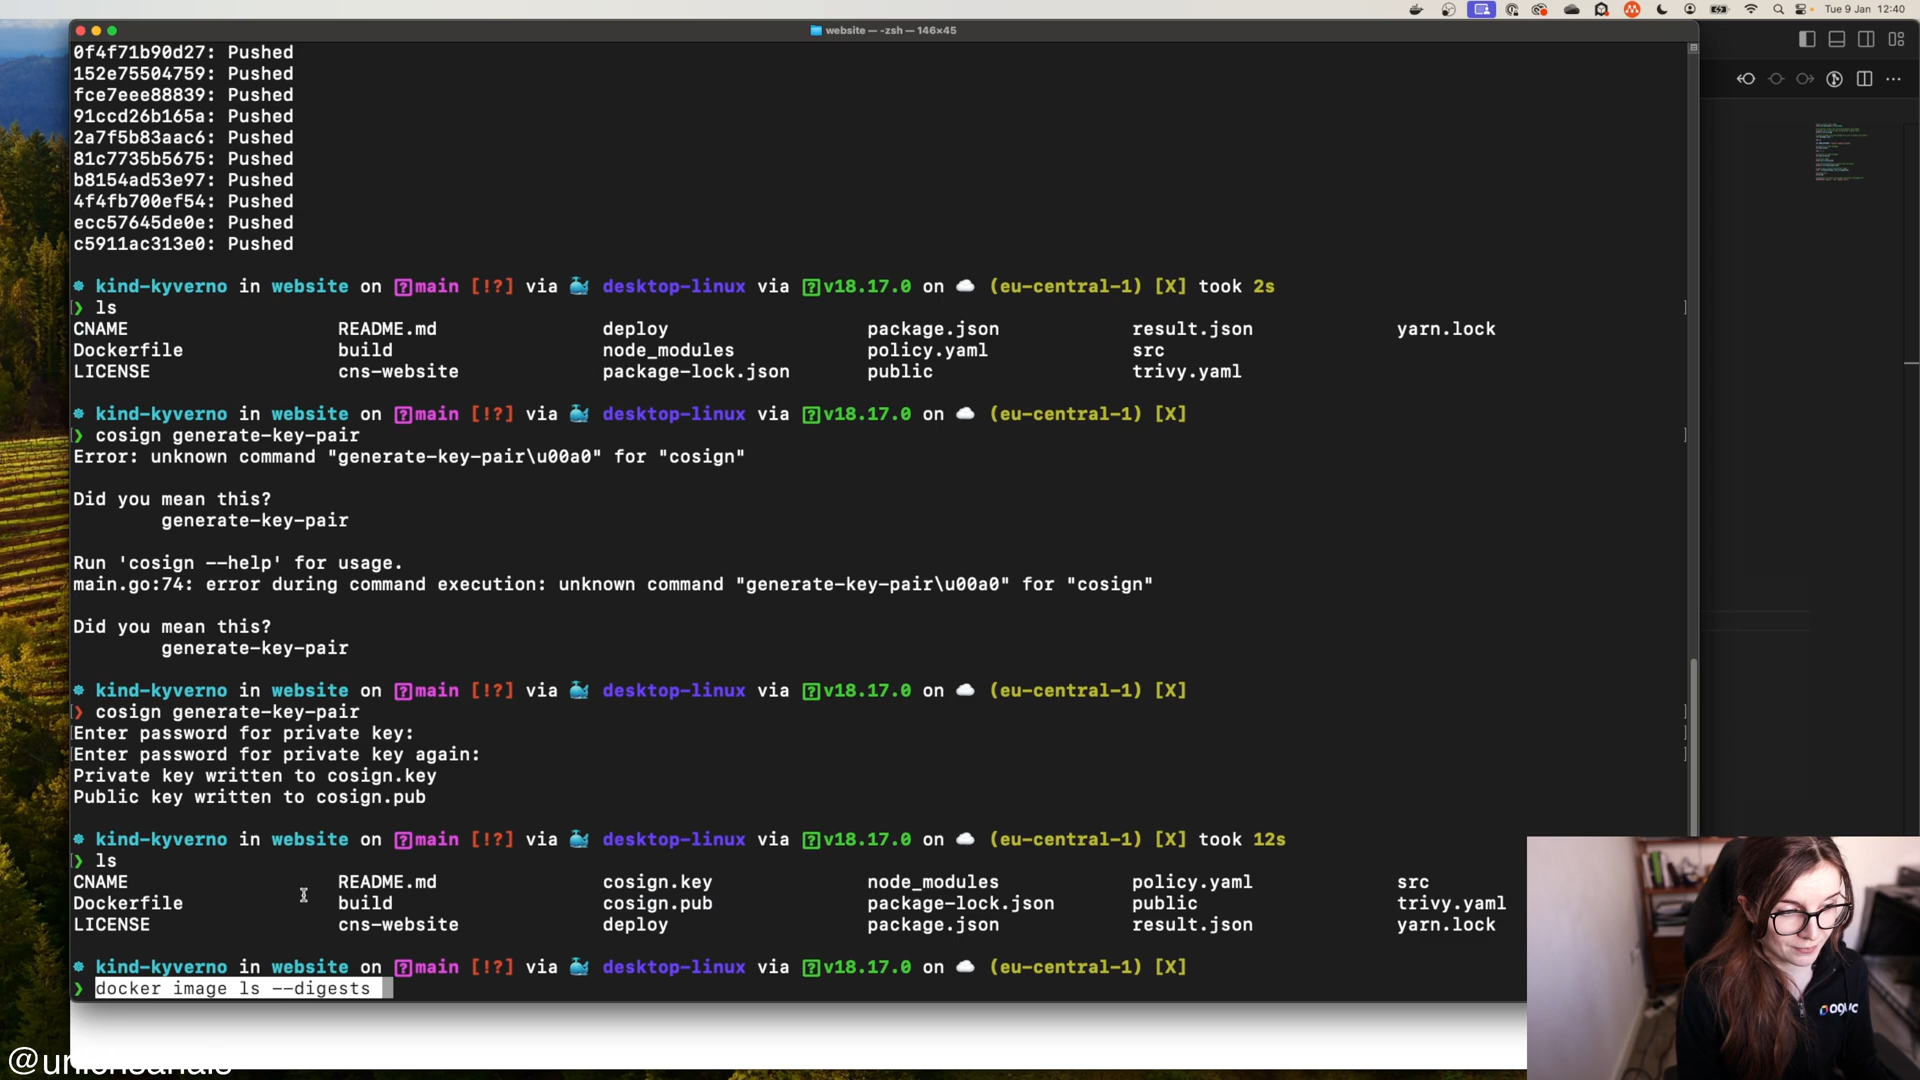 Tue 9 Jan 12:40
website — -zsh — 146×45
0f4f71b90d27: Pushed
152e75504759: Pushed
fce7eee88839: Pushed
91ccd26b165a: Pushed
2a7f5b83aac6: Pushed
81c7735b5675: Pushed
b8154ad53e97: Pushed
4f4fb700ef54: Pushed
ecc57645de0e: Pushed
c5911ac313e0: Pushed
kind-kyverno in website on main [!?] via desktop-linux via v18.17.0 on (eu-central-1) [X] took 2s
❯ ls
CNAME README.md deploy package.json result.json yarn.lock
Dockerfile build node_modules policy.yaml src
LICENSE cns-website package-lock.json public trivy.yaml
kind-kyverno in website on main [!?] via desktop-linux via v18.17.0 on (eu-central-1) [X]
❯ cosign generate-key-pair
Error: unknown command "generate-key-pair\u00a0" for "cosign"
Did you mean this?
generate-key-pair
Run 'cosign --help' for usage.
main.go:74: error during command execution: unknown command "generate-key-pair\u00a0" for "cosign"
Did you mean this?
generate-key-pair
kind-kyverno in website on main [!?] via desktop-linux via v18.17.0 on (eu-central-1) [X]
❯ cosign generate-key-pair
Enter password for private key:
Enter password for private key again:
Private key written to cosign.key
Public key written to cosign.pub
kind-kyverno in website on main [!?] via desktop-linux via v18.17.0 on (eu-central-1) [X] took 12s
❯ ls
CNAME README.md cosign.key node_modules policy.yaml src
Dockerfile build cosign.pub package-lock.json public trivy.yaml
LICENSE cns-website deploy package.json result.json yarn.lock
kind-kyverno in website on main [!?] via desktop-linux via v18.17.0 on (eu-central-1) [X]
❯ docker image ls --digests